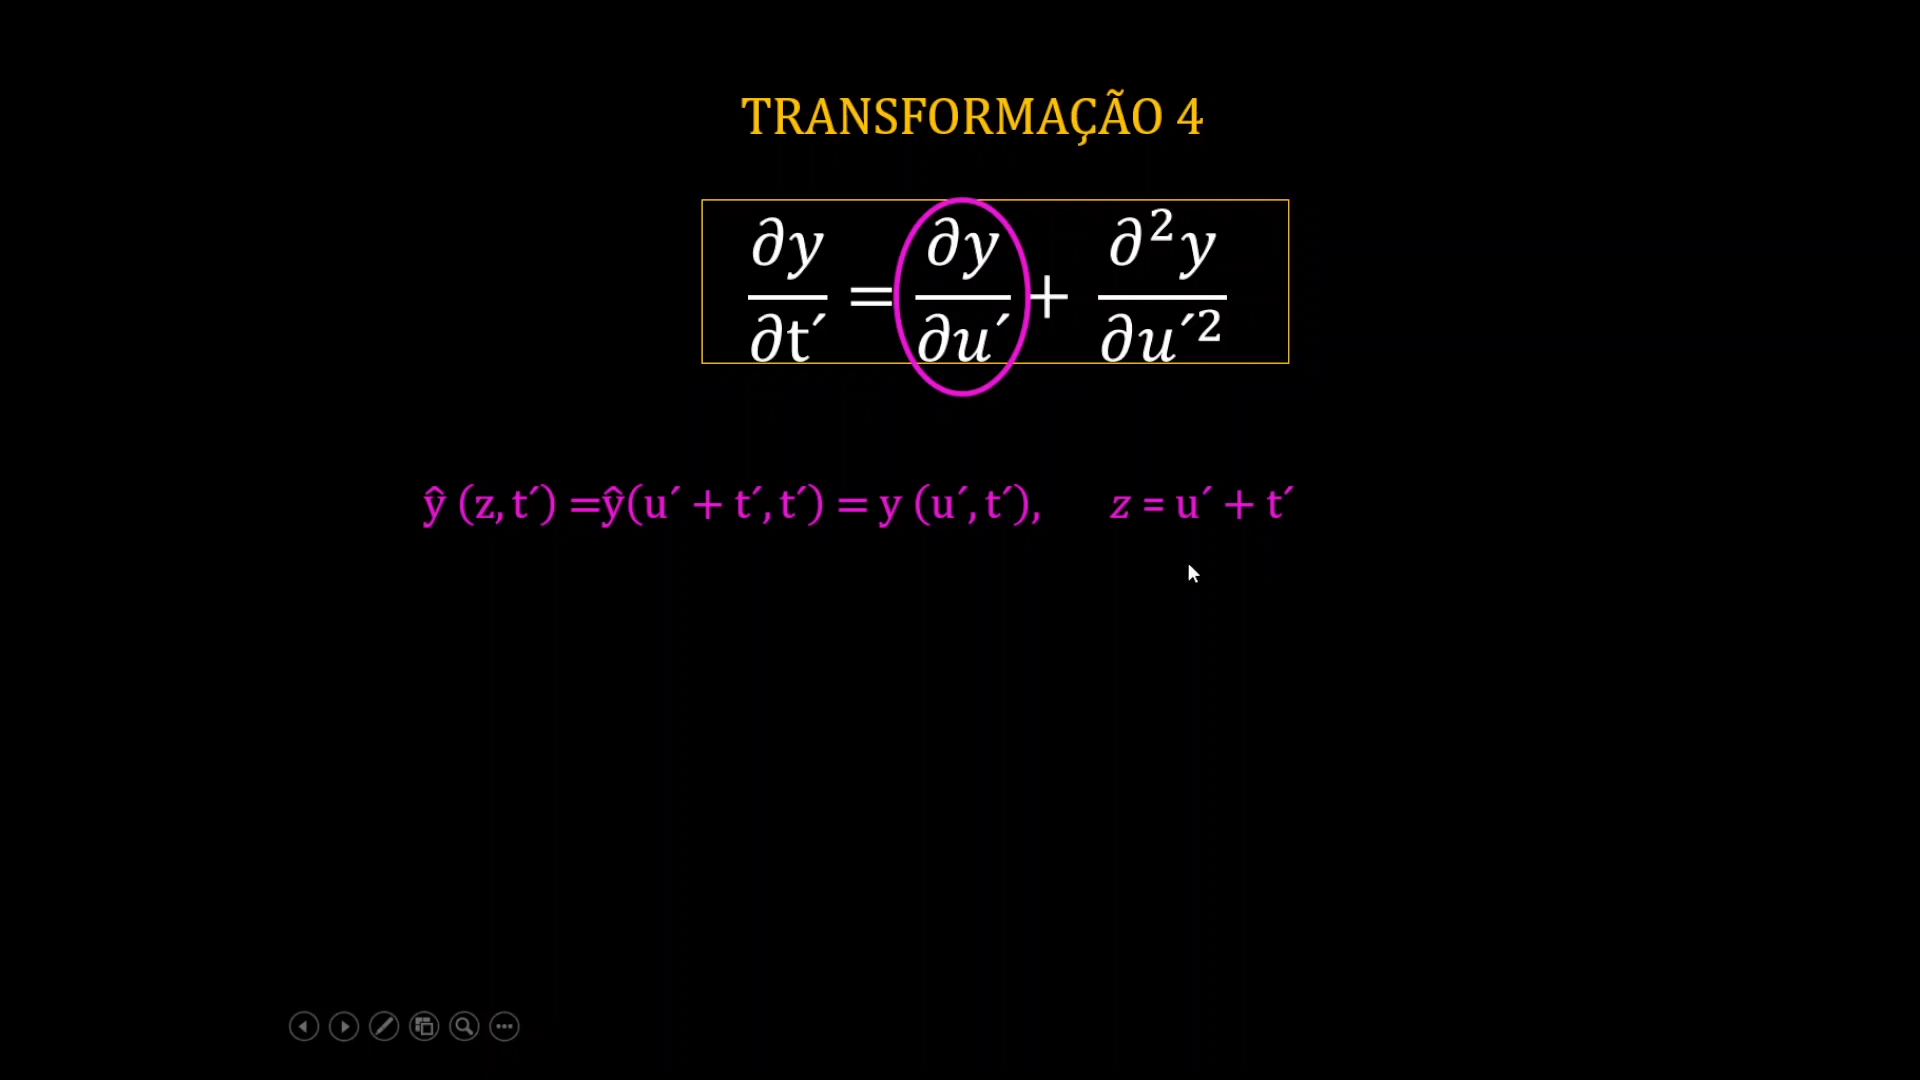 TRANSFORMAÇÃO 4
∂y/∂t´ = ∂y/∂u´ + ∂²y/∂u´²
ŷ (z, t´) =ŷ(u´ + t´, t´) = y (u´, t´), z = u´ + t´